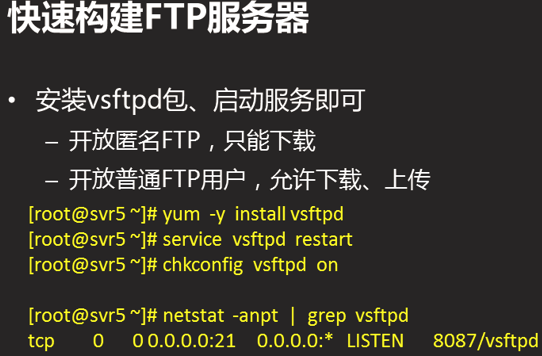 快速构建FTP服务器
• 安装vsftpd包、启动服务即可
– 开放匿名FTP，只能下载
– 开放普通FTP用户，允许下载、上传
[root@svr5 ~]# yum -y install vsftpd
[root@svr5 ~]# service vsftpd restart
[root@svr5 ~]# chkconfig vsftpd on
[root@svr5 ~]# netstat -anpt | grep vsftpd
tcp 0 0 0.0.0.0:21 0.0.0.0:* LISTEN 8087/vsftpd